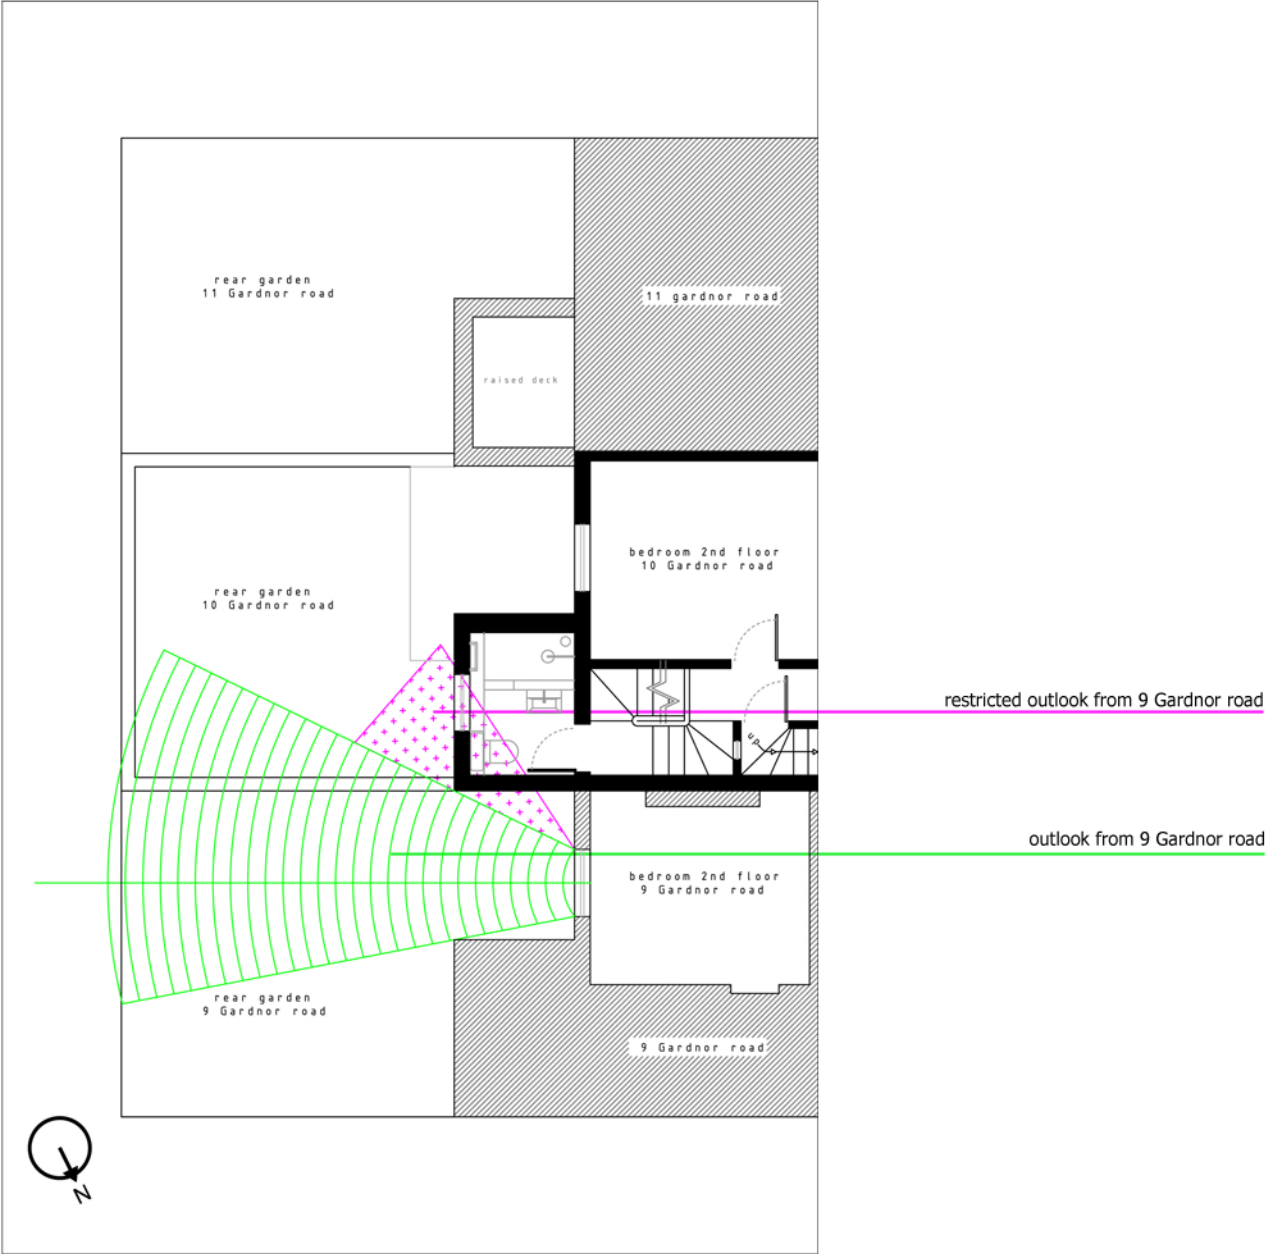 rear garden
11 Gardnor road
11 gardnor road
raised deck
bedroom 2nd floor
10 Gardnor road
rear garden
10 Gardnor road
restricted outlook from 9 Gardnor road
up
outlook from 9 Gardnor road
bedroom 2nd floor
9 Gardnor road
rear garden
9 Gardnor road
9 Gardnor road
N